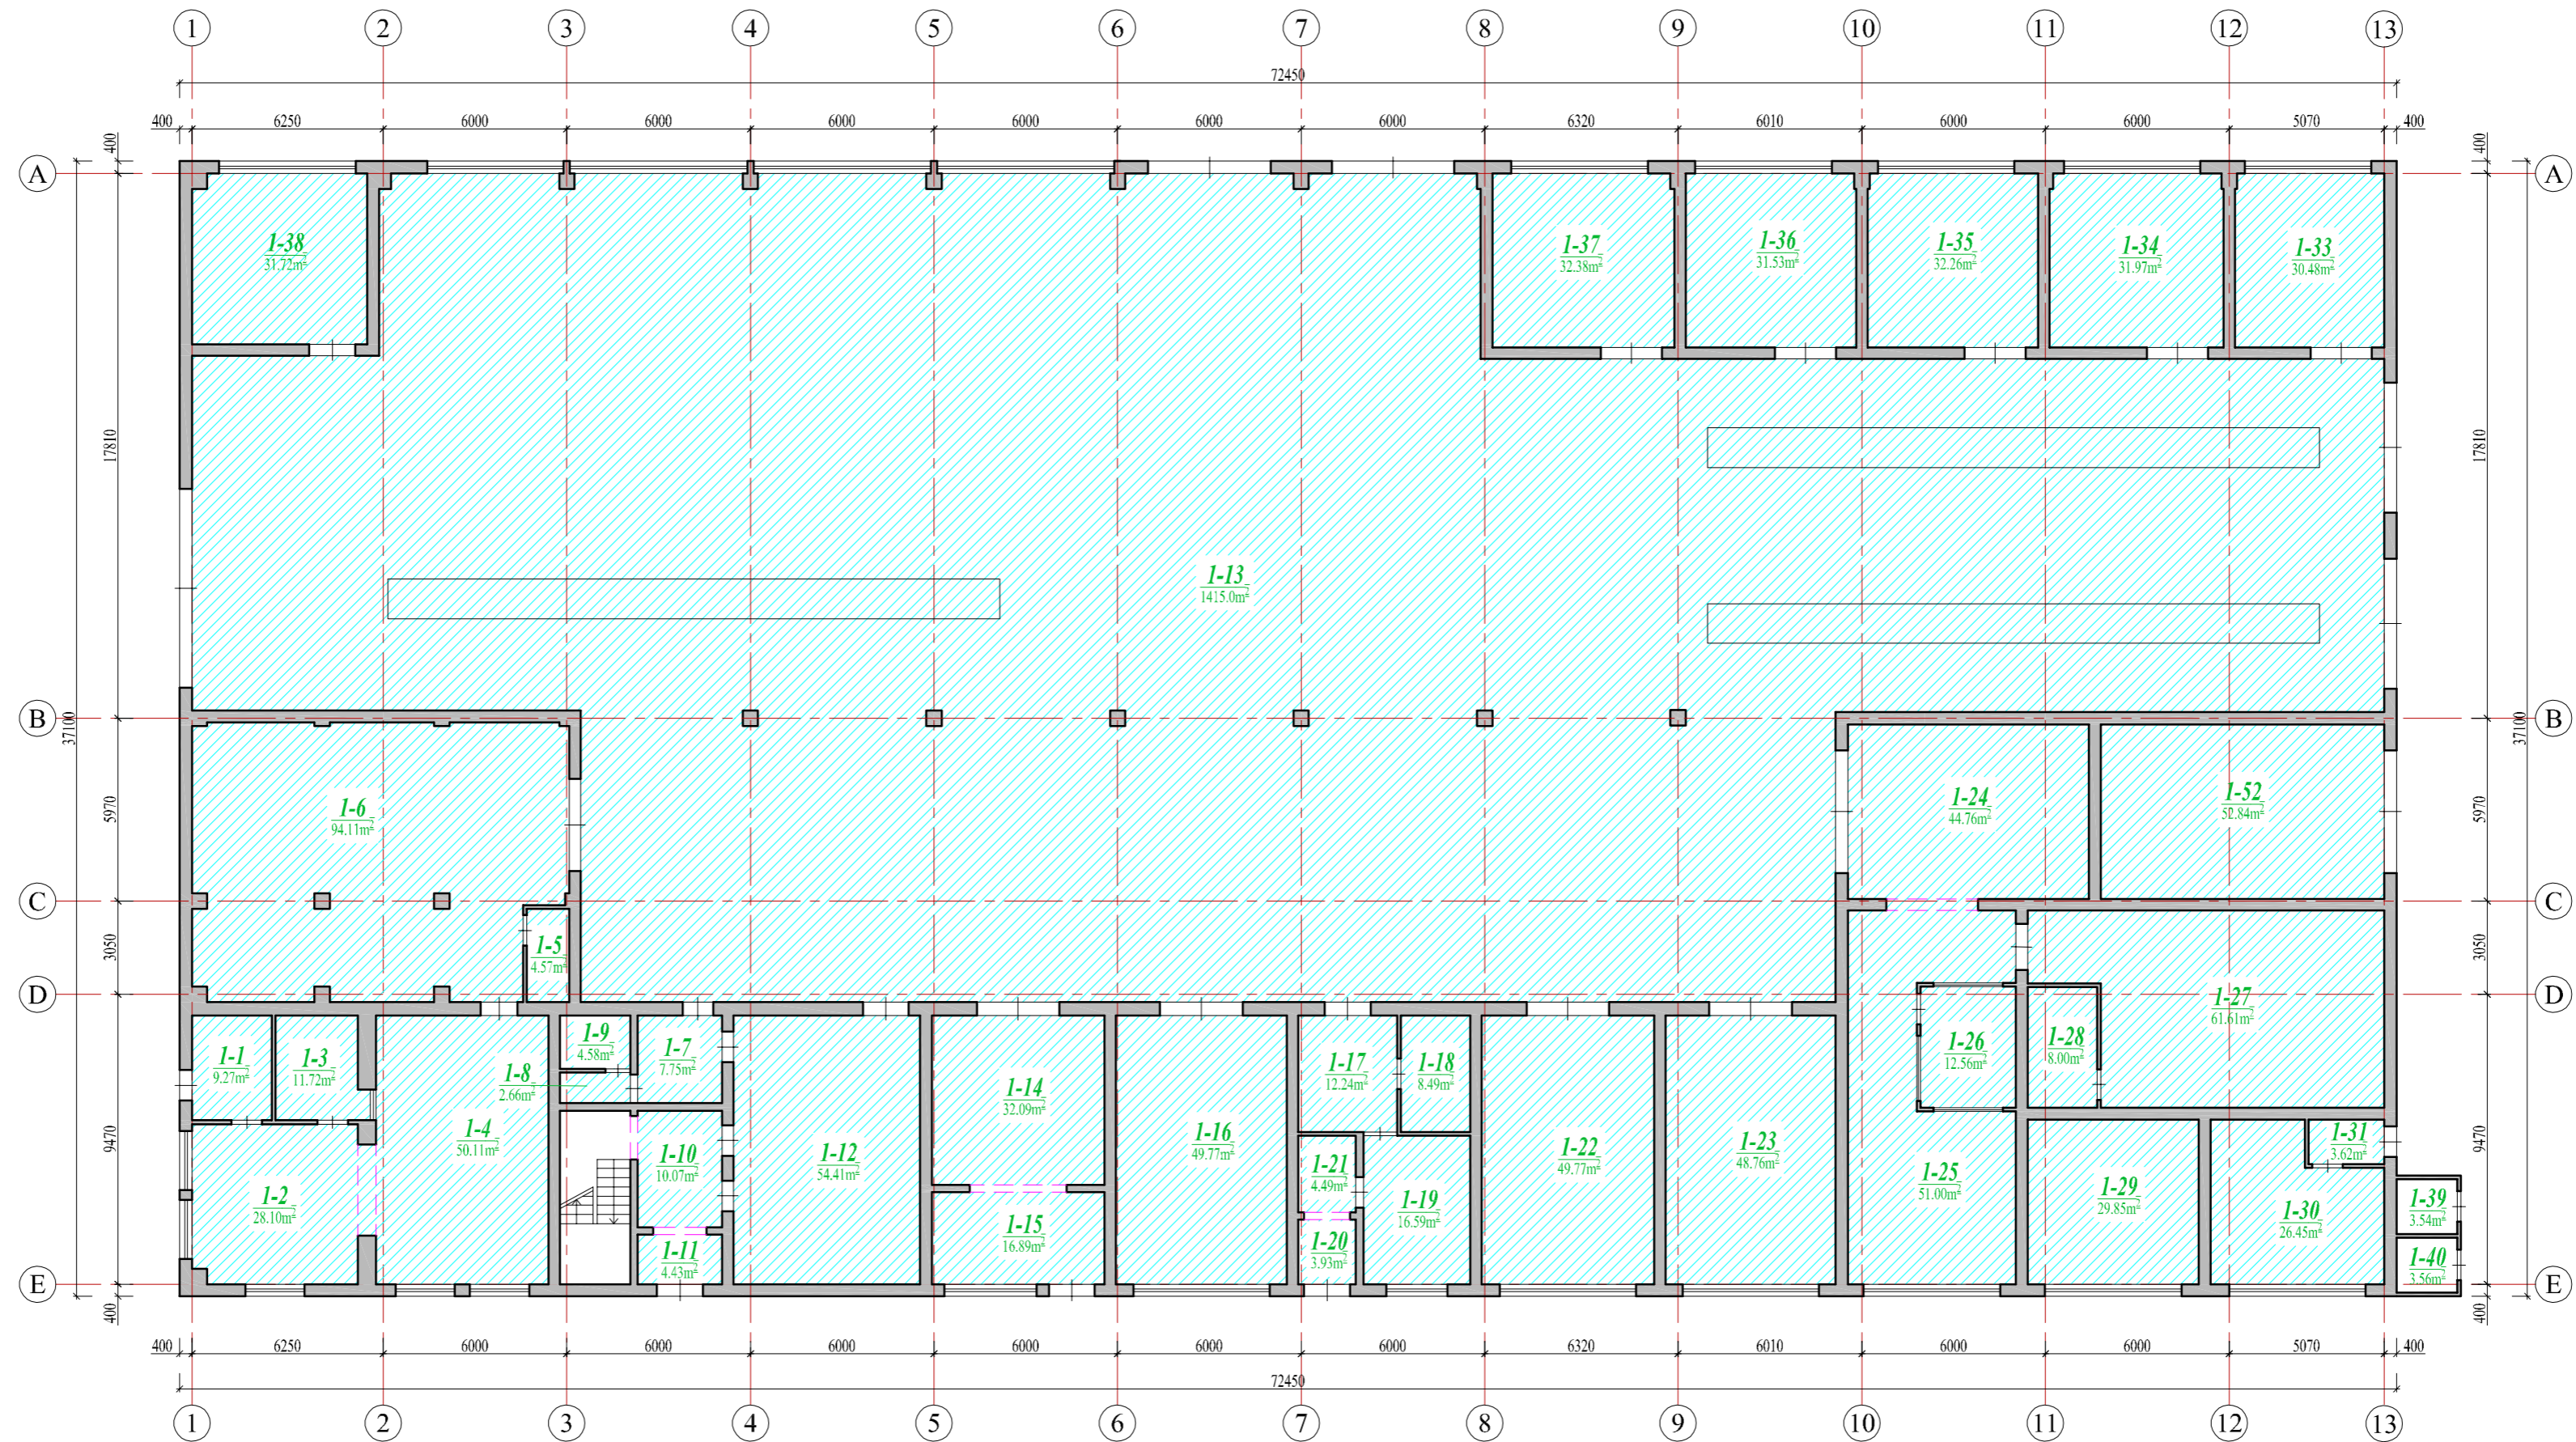 1 2 3 4 5 6 7 8 9 10 11 12 13
72450
400 6250 6000 6000 6000 6000 6000 6000 6320 6010 6000 6000 5070 400
400
400
A
A
1-38
31.72m²
1-37
32.38m²
1-36
31.53m²
1-35
32.26m²
1-34
31.97m²
1-33
30.48m²
17810
17810
1-13
1415.0m²
B
B
37100
37100
1-6
94.11m²
1-24
44.76m²
1-52
52.84m²
5970
5970
C
C
1-5
4.57m²
3050
3050
D
D
1-27
61.61m²
1-1
9.27m²
1-3
11.72m²
1-8
2.66m²
1-9
4.58m²
1-7
7.75m²
1-14
32.09m²
1-17
12.24m²
1-18
8.49m²
1-26
12.56m²
1-28
8.00m²
9470
9470
1-4
50.11m²
1-10
10.07m²
1-12
54.41m²
1-16
49.77m²
1-21
4.49m²
1-22
49.77m²
1-23
48.76m²
1-25
51.00m²
1-31
3.62m²
1-2
28.10m²
1-15
16.89m²
1-19
16.59m²
1-29
29.85m²
1-30
26.45m²
1-39
3.54m²
1-11
4.43m²
1-20
3.93m²
1-40
3.56m²
E
E
400
400
400 6250 6000 6000 6000 6000 6000 6000 6320 6010 6000 6000 5070 400
72450
1 2 3 4 5 6 7 8 9 10 11 12 13